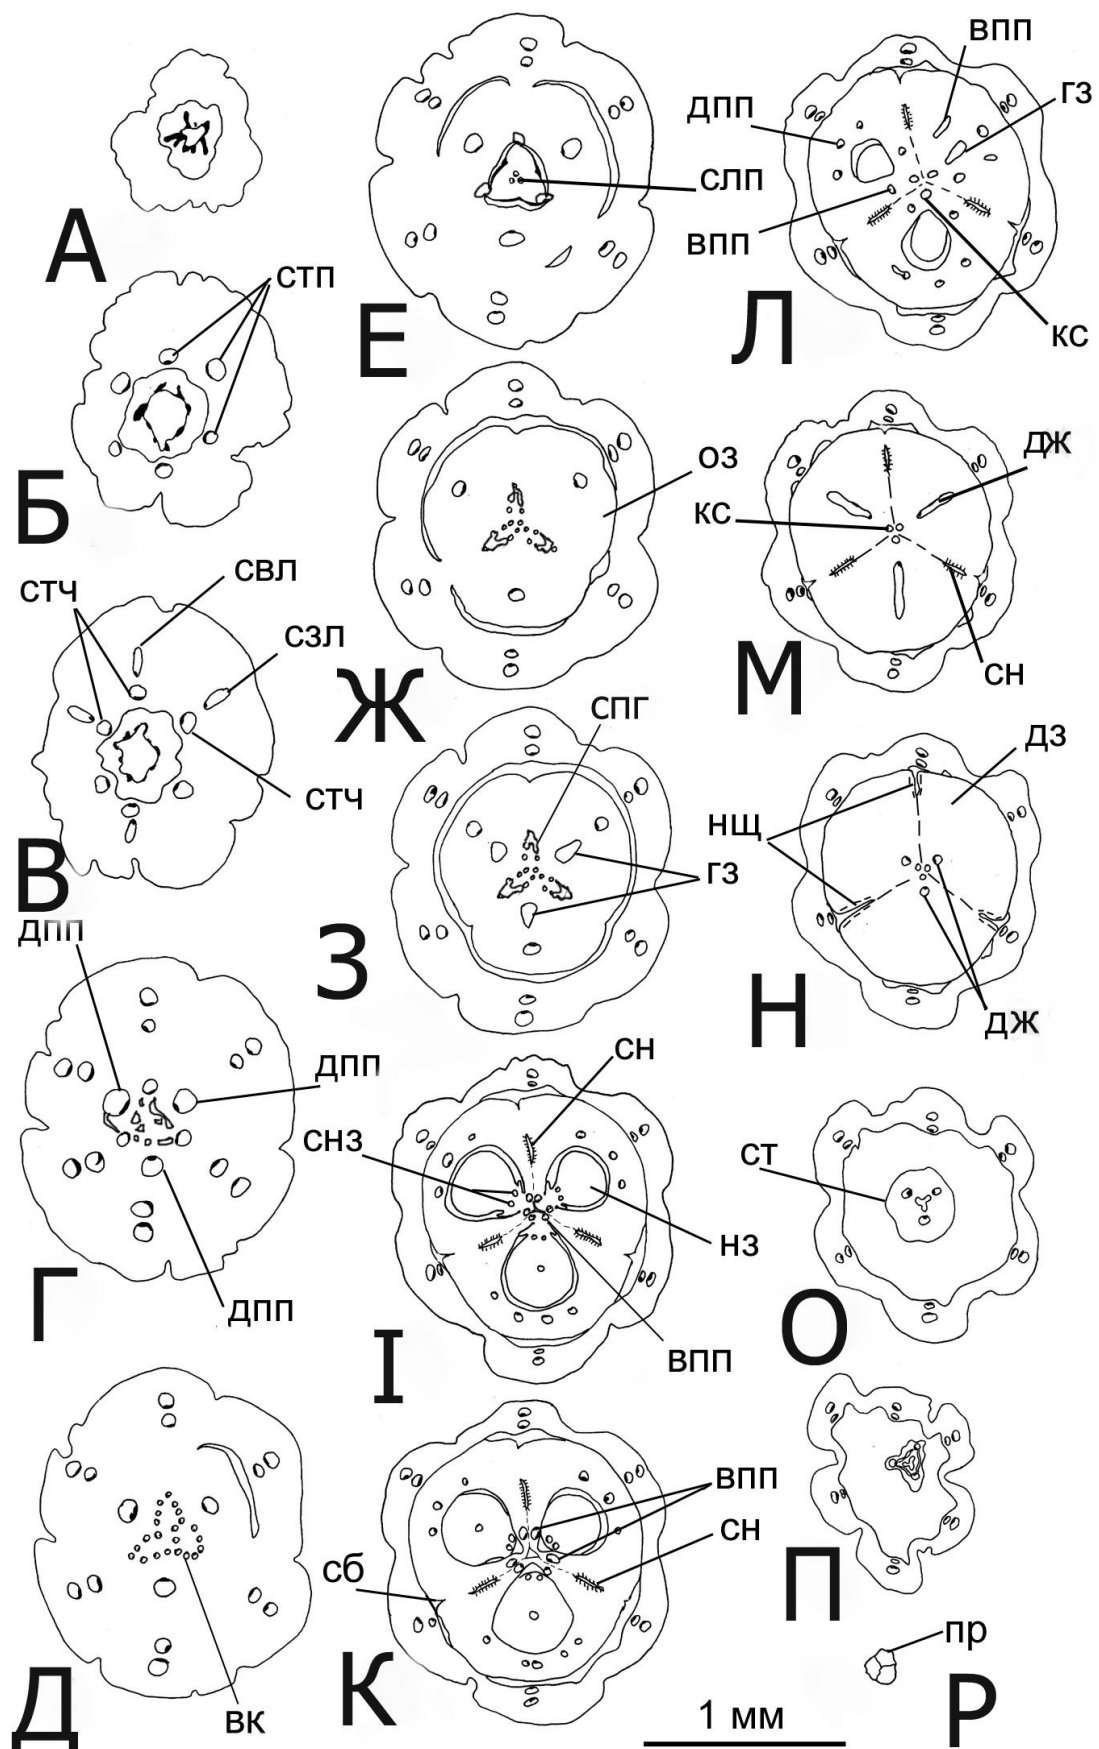 А
Б
стп
В
стч
свл
сзл
стч
Г
дпп
дпп
дпп
Д
вк
Е
слп
Ж
оз
З
спг
гз
І
сн
снз
нз
впп
К
впп
сн
сб
Л
впп
гз
дпп
впп
кс
М
дж
кс
сн
Н
дз
нщ
дж
О
ст
П
Р
пр
1 мм